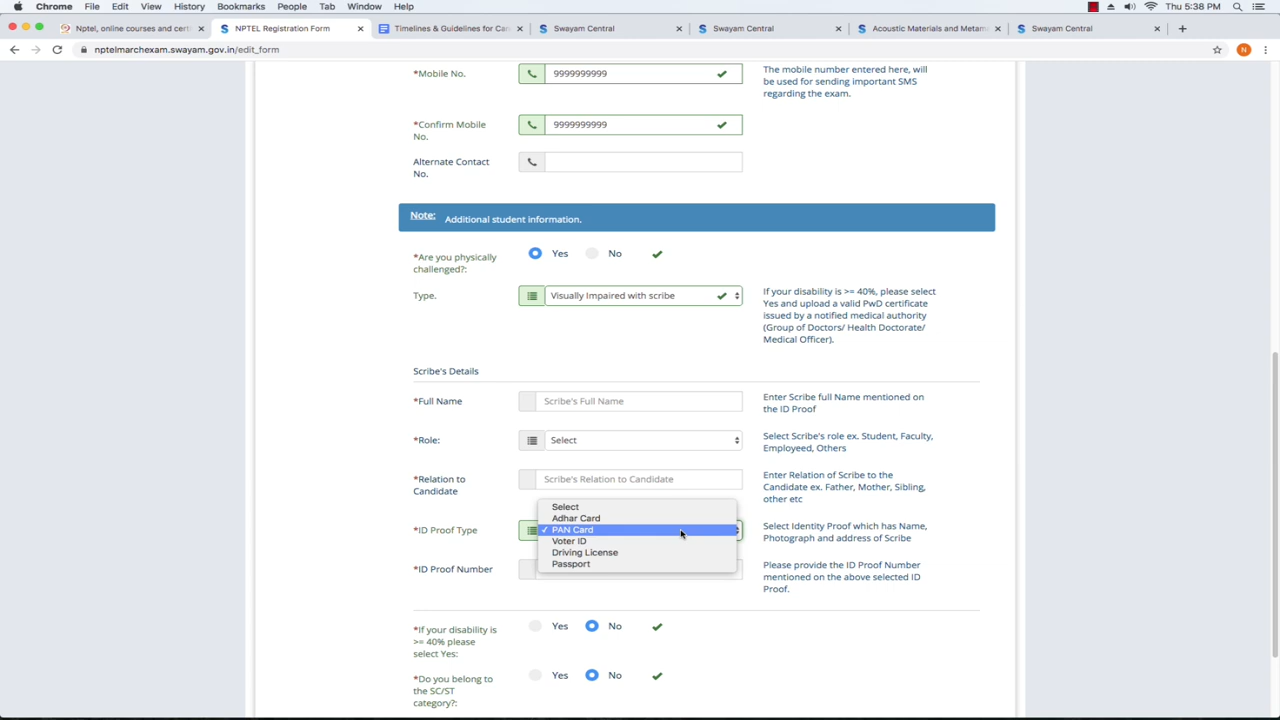 Chrome File Edit View History Bookmarks People Tab Window Help Thu 5:38 PM
Nptel, online courses and certi NPTEL Registration Form Timelines & Guidelines for Can Swayam Central Swayam Central Acoustic Materials and Metam Swayam Central
nptelmarchexam.swayam.gov.in/edit_form N
*Mobile No. 9999999999
The mobile number entered here, will
be used for sending important SMS
regarding the exam.
*Confirm Mobile
No.
9999999999
Alternate Contact
No.
Note: Additional student information.
*Are you physically
challenged?:
Yes No
Type. Visually Impaired with scribe
If your disability is >= 40%, please select
Yes and upload a valid PwD certificate
issued by a notified medical authority
(Group of Doctors/ Health Doctorate/
Medical Officer).
Scribe's Details
*Full Name Scribe's Full Name
Enter Scribe full Name mentioned on
the ID Proof
*Role: Select
Select Scribe's role ex. Student, Faculty,
Employeed, Others
*Relation to
Candidate
Scribe's Relation to Candidate
Enter Relation of Scribe to the
Candidate ex. Father, Mother, Sibling,
other etc
*ID Proof Type
Select
Adhar Card
✓ PAN Card
Voter ID
Driving License
Passport
Select Identity Proof which has Name,
Photograph and address of Scribe
*ID Proof Number
Please provide the ID Proof Number
mentioned on the above selected ID
Proof.
*If your disability is
>= 40% please
select Yes:
Yes No
*Do you belong to
the SC/ST
category?:
Yes No